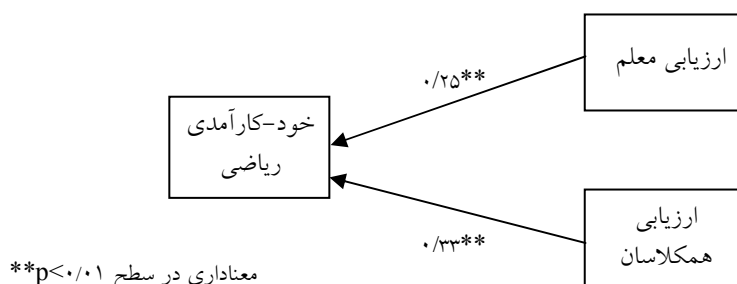 ارزیابی معلم
۰/۲۵**
خود-کارآمدی
ریاضی
ارزیابی
همکلاسان
۰/۳۳**
**p<۰/۰۱ معناداری در سطح